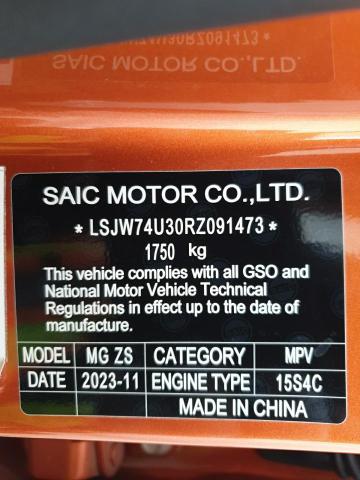 SAIC MOTOR CO.,LTD.
* LSJW74U30RZ091473 *
1750 kg
This vehicle complies with all GSO and
National Motor Vehicle Technical
Regulations in effect up to the date of
manufacture.
MODEL MG ZS CATEGORY MPV
DATE 2023-11 ENGINE TYPE 15S4C
MADE IN CHINA